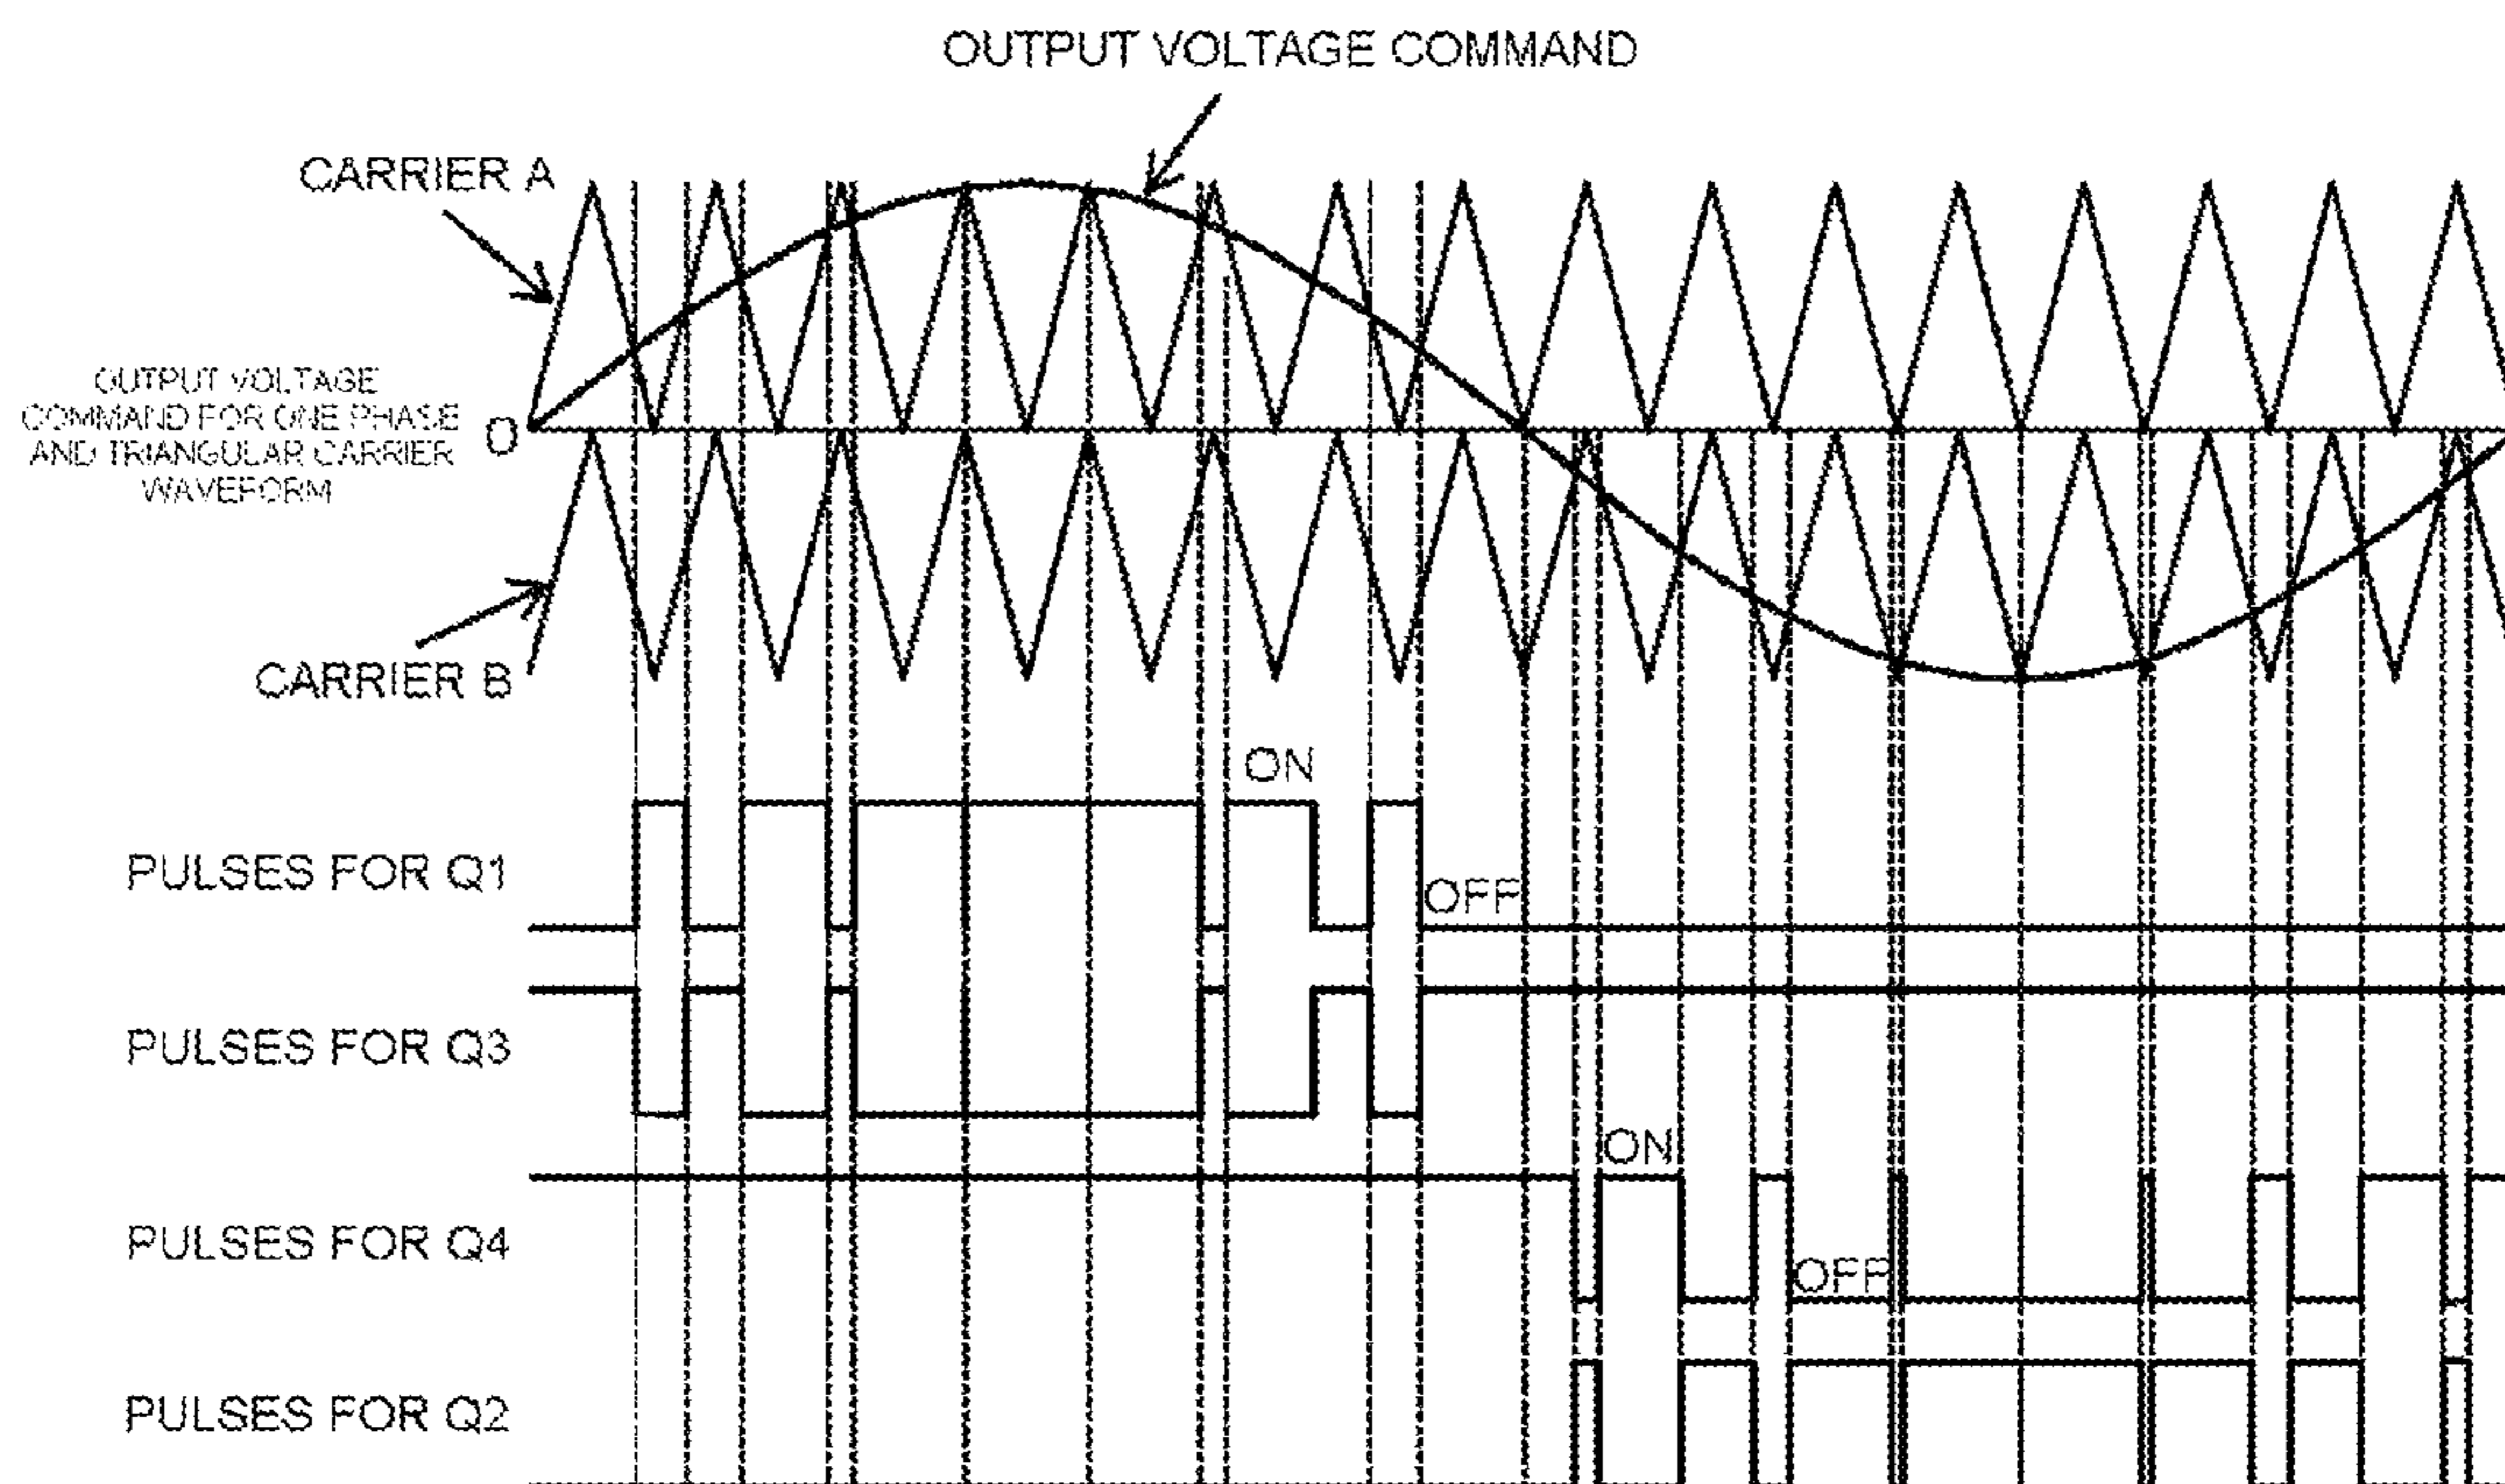 OUTPUT VOLTAGE COMMAND
CARRIER A
OUTPUT VOLTAGE
COMMAND FOR ONE PHASE
AND TRIANGULAR CARRIER
WAVEFORM
O
CARRIER B
ON
PULSES FOR Q1
OFF
PULSES FOR Q3
ON
PULSES FOR Q4
OFF
PULSES FOR Q2